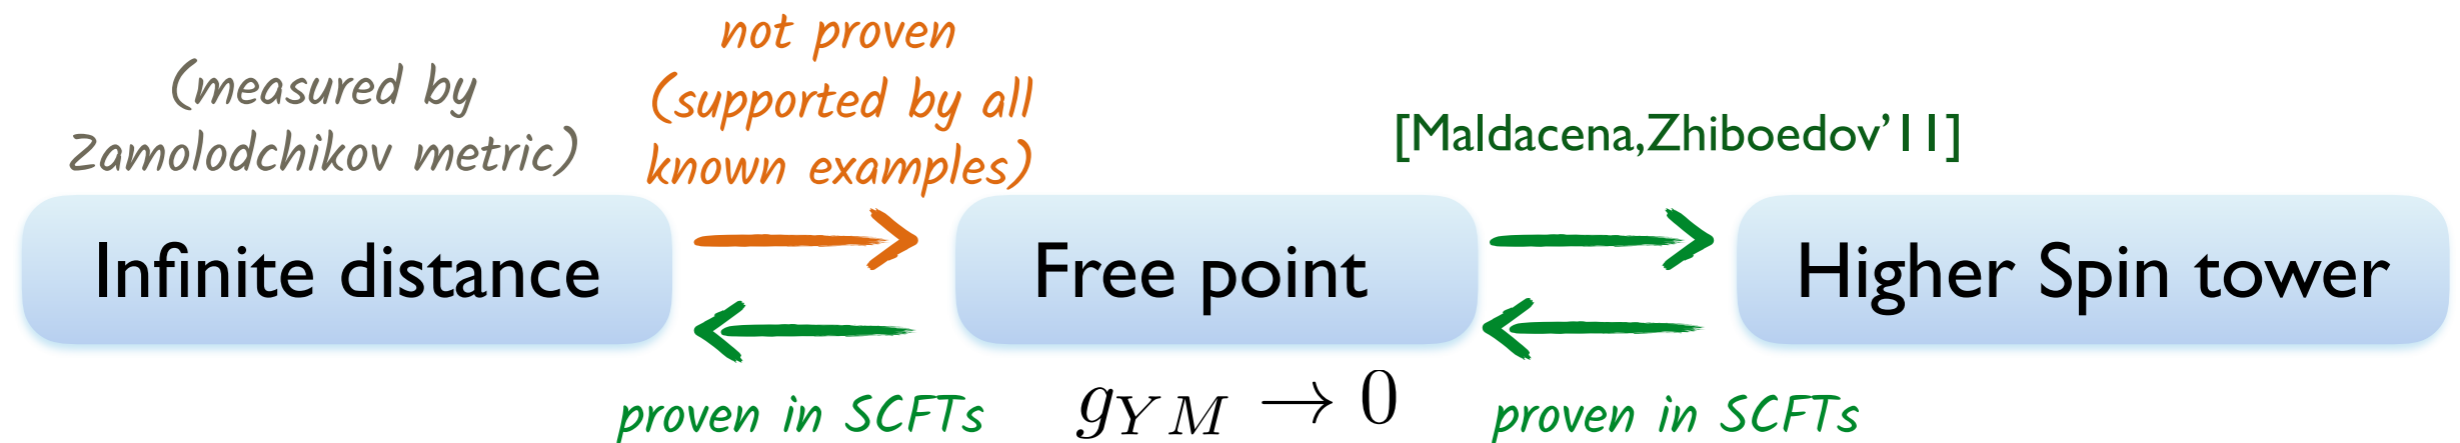 not proven
(measured by
Zamolodchikov metric)
(supported by all
known examples)
[Maldacena,Zhiboedov'11]
Infinite distance
Free point
Higher Spin tower
proven in SCFTs
g_{YM} → 0
proven in SCFTs